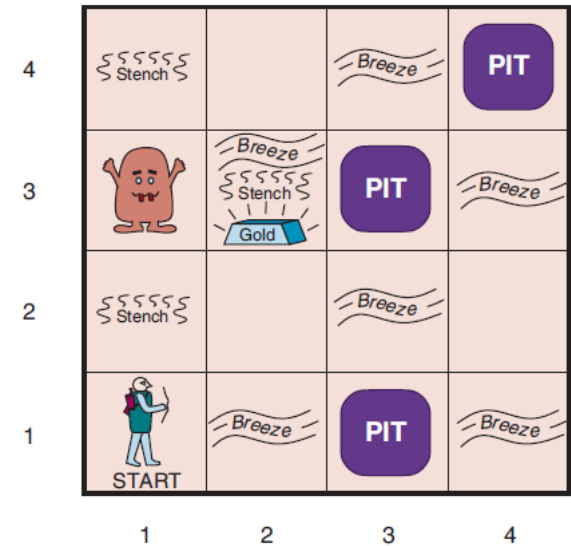 4 Stench Breeze PIT
Breeze
3 Stench PIT Breeze
Gold
2 Stench Breeze
1 Breeze PIT Breeze
START
1 2 3 4